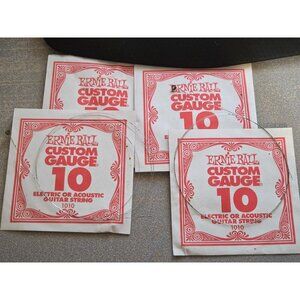 ERNIE BALL
CUSTOM
GAUGE
10
ERNIE BALL
CUSTOM
GAUGE
10
ERNIE BALL
CUSTOM
GAUGE
10
ELECTRIC OR ACOUSTIC
GUITAR STRING
1010
ERNIE BALL
CUSTOM
GAUGE
10
ELECTRIC OR ACOUSTIC
GUITAR STRING
1010